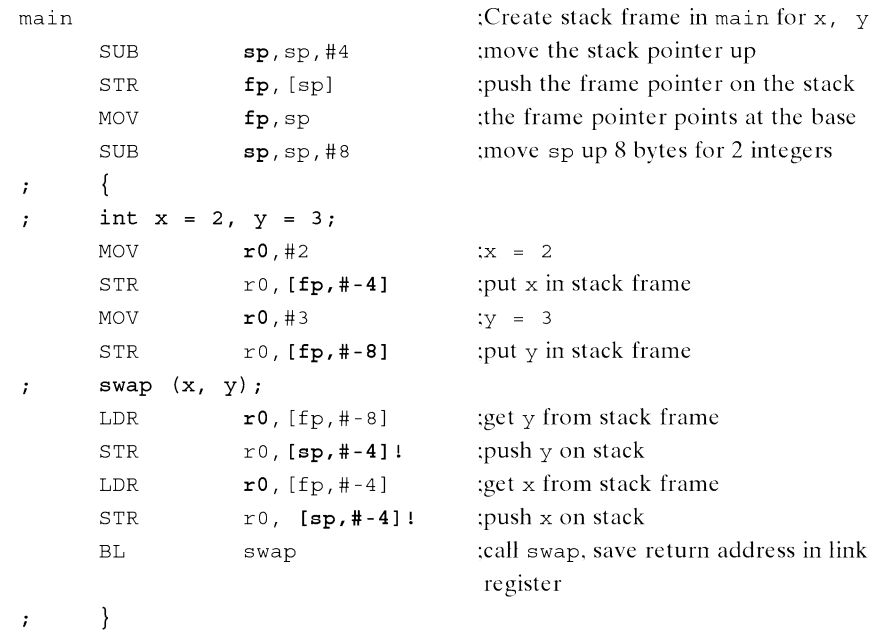 main ;Create stack frame in main for x, y
SUB sp,sp,#4 ;move the stack pointer up
STR fp,[sp] ;push the frame pointer on the stack
MOV fp,sp ;the frame pointer points at the base
SUB sp,sp,#8 ;move sp up 8 bytes for 2 integers
; {
; int x = 2, y = 3;
MOV r0,#2 ;x = 2
STR r0,[fp,#-4] ;put x in stack frame
MOV r0,#3 ;y = 3
STR r0,[fp,#-8] ;put y in stack frame
; swap (x, y);
LDR r0,[fp,#-8] ;get y from stack frame
STR r0,[sp,#-4]! ;push y on stack
LDR r0,[fp,#-4] ;get x from stack frame
STR r0, [sp,#-4]! ;push x on stack
BL swap ;call swap, save return address in link
register
; }